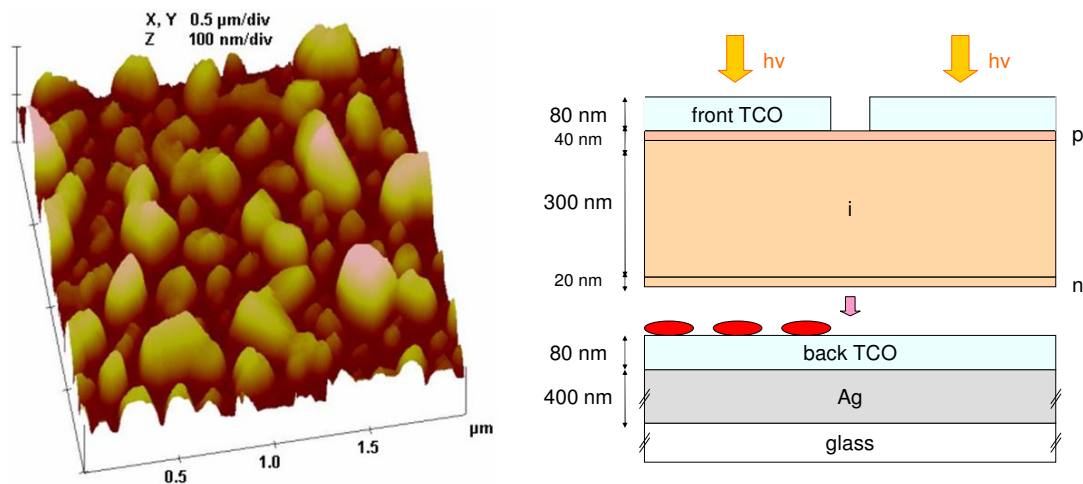 X, Y 0.5 µm/div
Z 100 nm/div
µm
0.5
1.0
1.5
hν
hν
80 nm
front TCO
40 nm
p
300 nm
i
20 nm
n
80 nm
back TCO
400 nm
Ag
glass